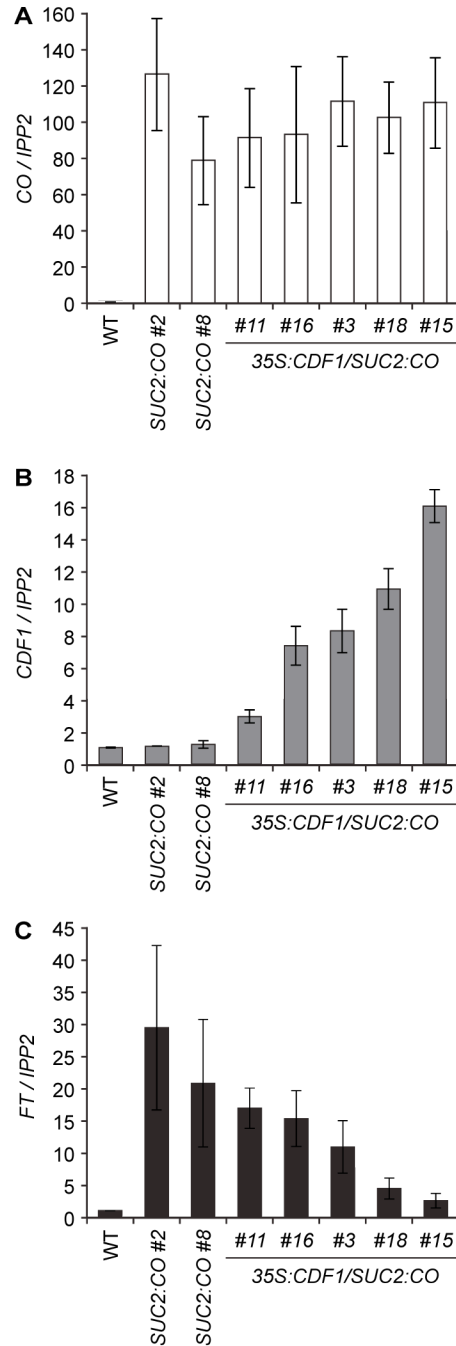 A
CO / IPP2
160
140
120
100
80
60
40
20
0
WT
SUC2:CO #2
SUC2:CO #8
#11 #16 #3 #18 #15
35S:CDF1/SUC2:CO
B
CDF1 / IPP2
18
16
14
12
10
8
6
4
2
0
WT
SUC2:CO #2
SUC2:CO #8
#11 #16 #3 #18 #15
35S:CDF1/SUC2:CO
C
FT / IPP2
45
40
35
30
25
20
15
10
5
0
WT
SUC2:CO #2
SUC2:CO #8
#11 #16 #3 #18 #15
35S:CDF1/SUC2:CO